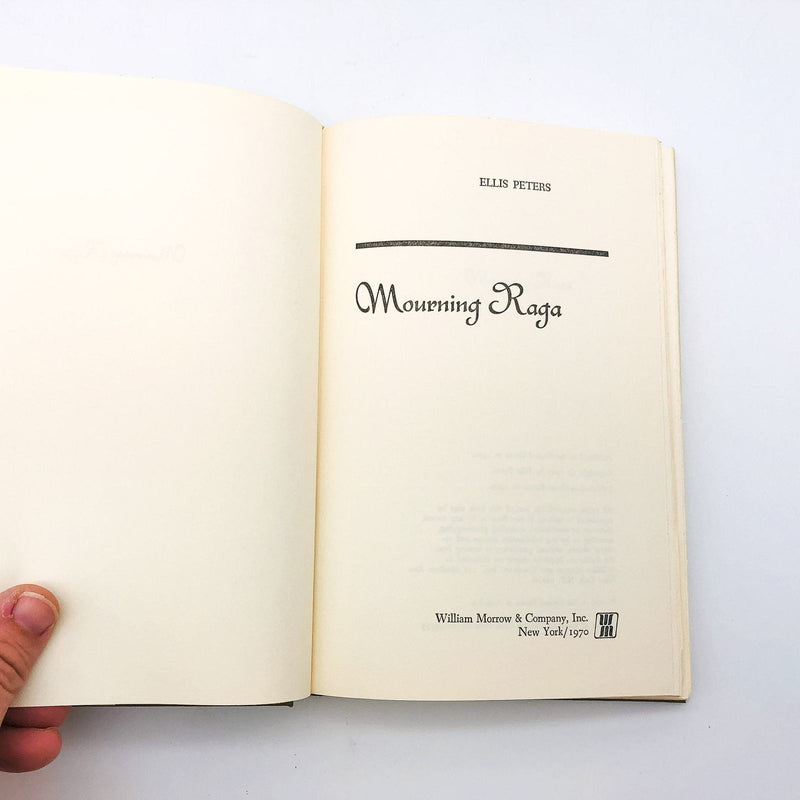 ELLIS PETERS
Mourning Raga
William Morrow & Company, Inc.
New York/1970